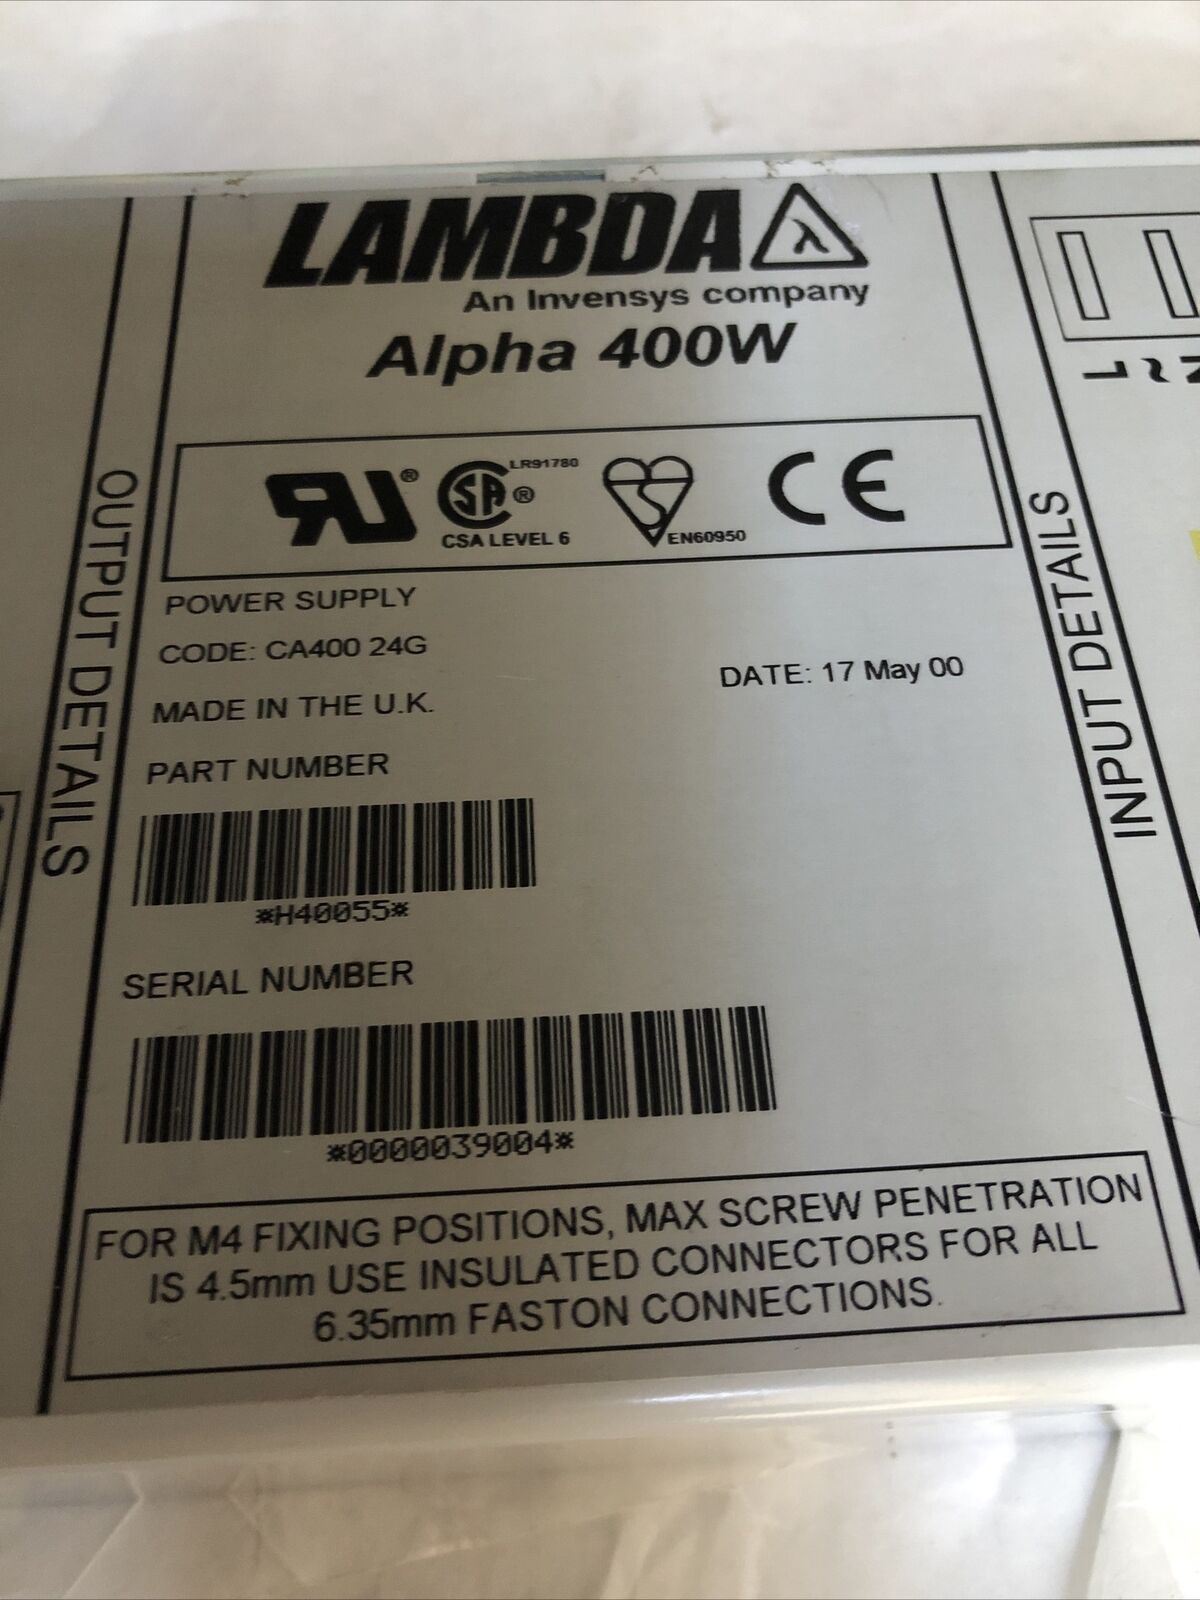 LAMBDA
An Invensys company
Alpha 400W
LR91780
CSA LEVEL 6
EN60950
CE
POWER SUPPLY
CODE: CA400 24G
DATE: 17 May 00
MADE IN THE U.K.
PART NUMBER
*H40055*
SERIAL NUMBER
*0000039004*
FOR M4 FIXING POSITIONS, MAX SCREW PENETRATION
IS 4.5mm USE INSULATED CONNECTORS FOR ALL
6.35mm FASTON CONNECTIONS.
OUTPUT DETAILS
INPUT DETAILS
L ~ N